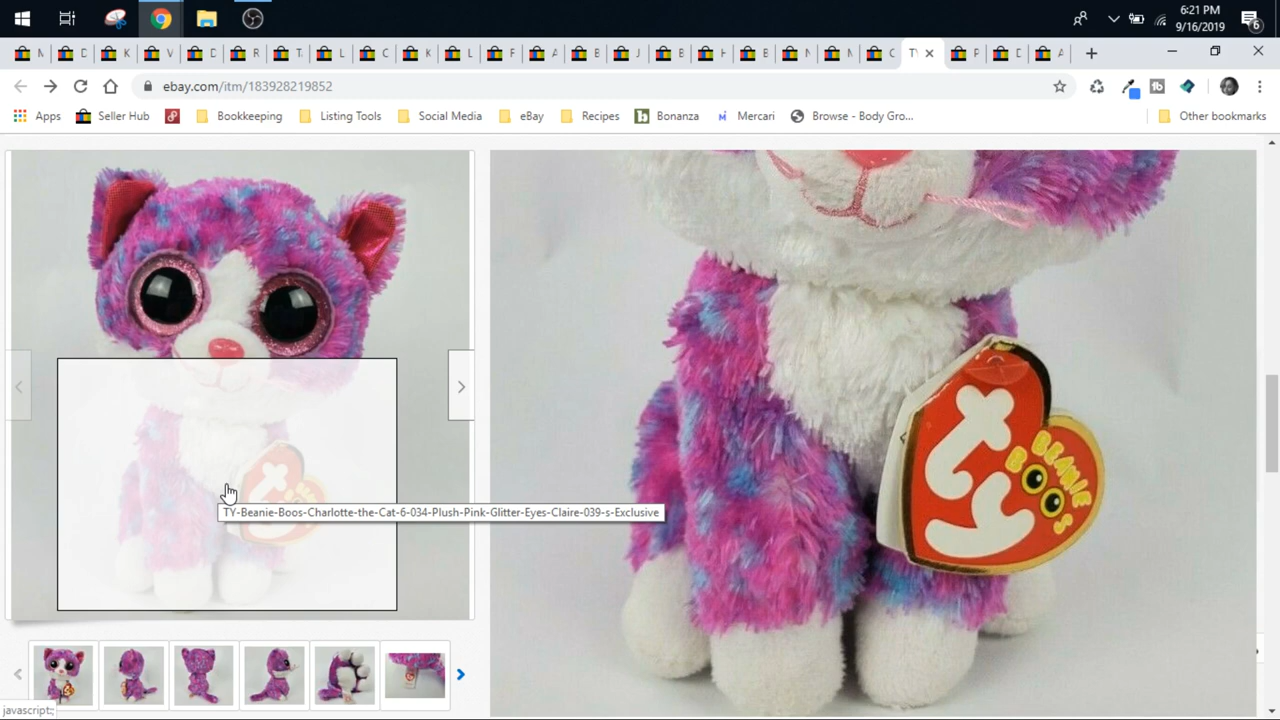 6:21 PM
9/16/2019
6
M D K V D R T L C K L F A B J B H B N M C TY P D A
ebay.com/itm/183928219852
Apps Seller Hub Bookkeeping Listing Tools Social Media eBay Recipes Bonanza Mercari Browse - Body Gro... Other bookmarks
ty
BEANIE
BOOS
TY-Beanie-Boos-Charlotte-the-Cat-6-034-Plush-Pink-Glitter-Eyes-Claire-039-s-Exclusive
javascript:;